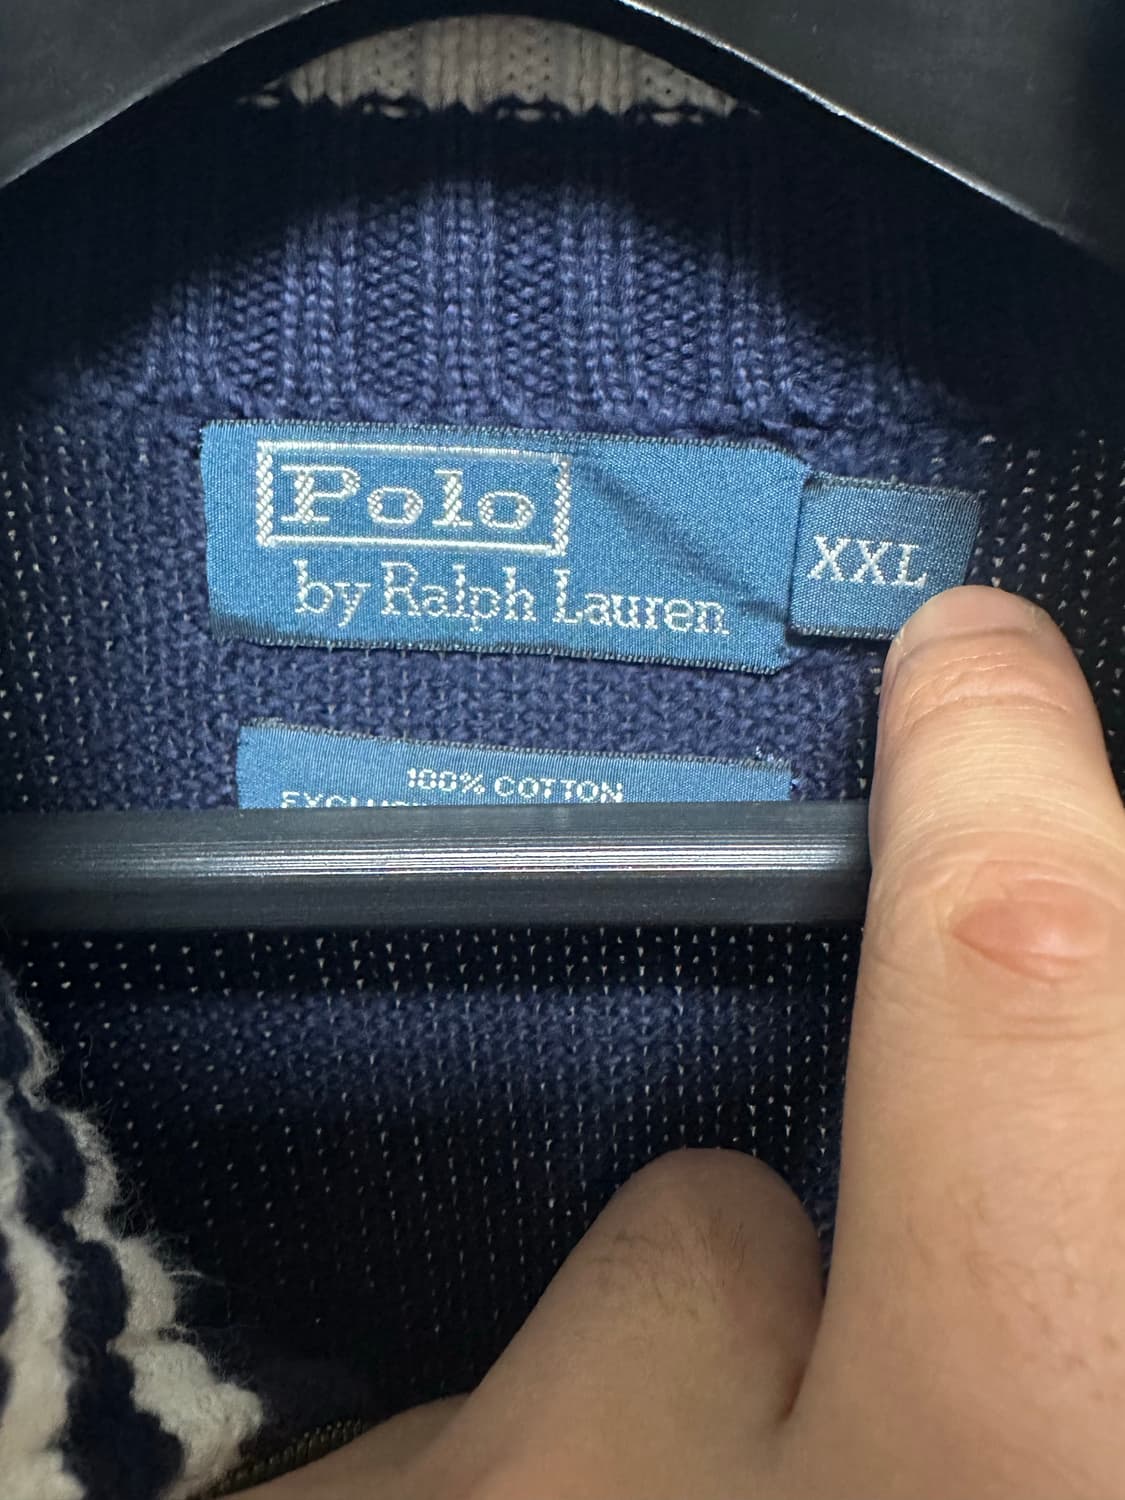 Polo
by Ralph Lauren
XXL
100% COTTON